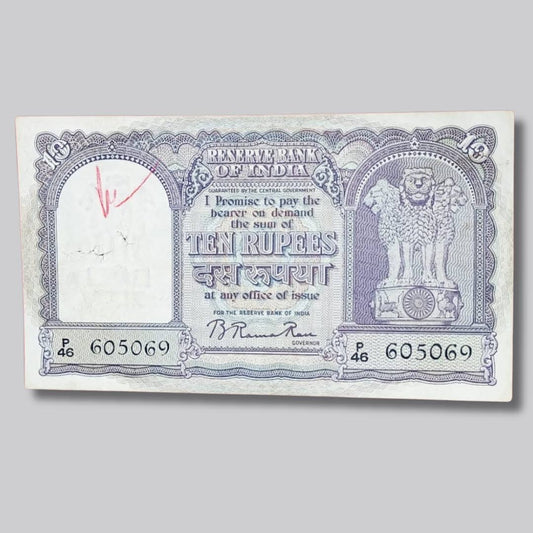 10
10
RESERVE BANK
OF INDIA
GUARANTEED BY THE CENTRAL GOVERNMENT
I Promise to pay the
bearer on demand
the sum of
TEN RUPEES
दस रूपया
at any office of issue
FOR THE RESERVE BANK OF INDIA
B. Rama Rau
GOVERNOR
P/46 605069
P/46 605069